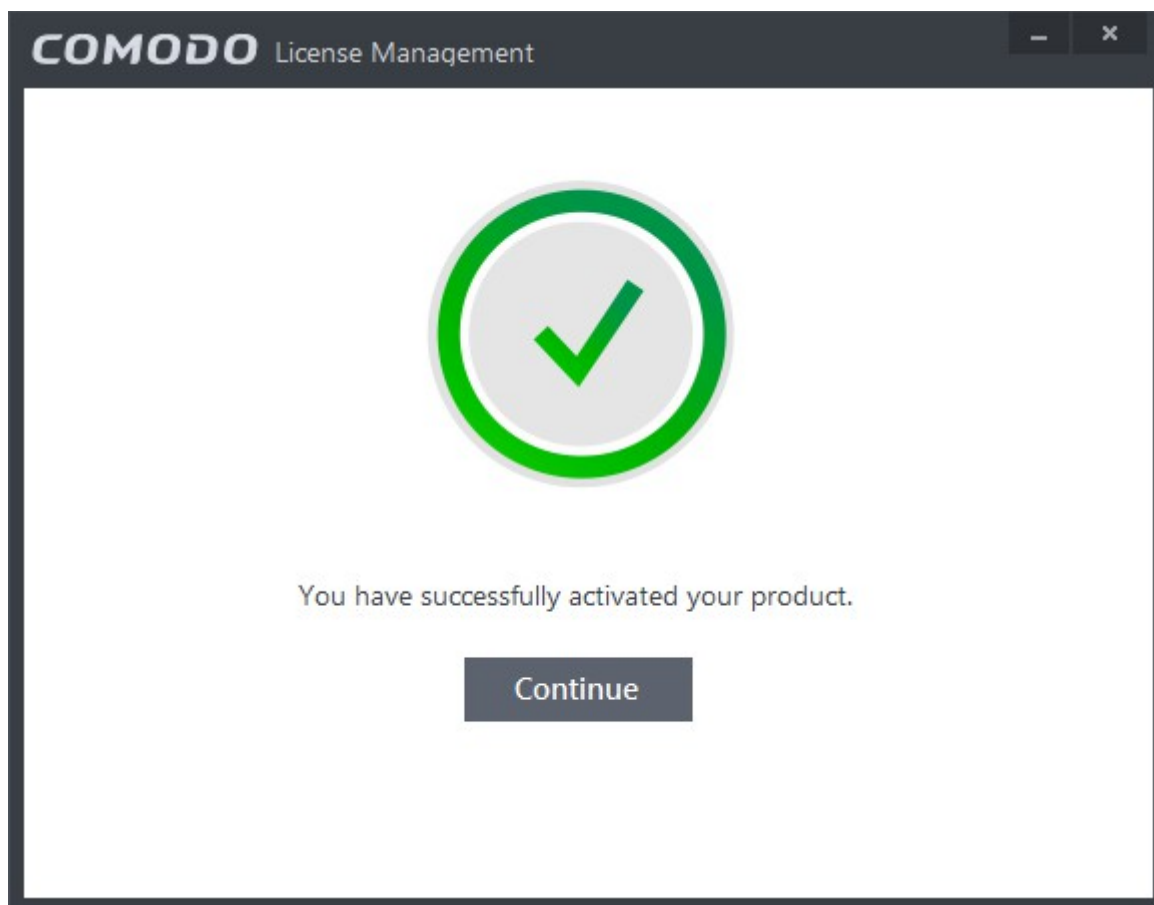 COMODO License Management
You have successfully activated your product.
Continue